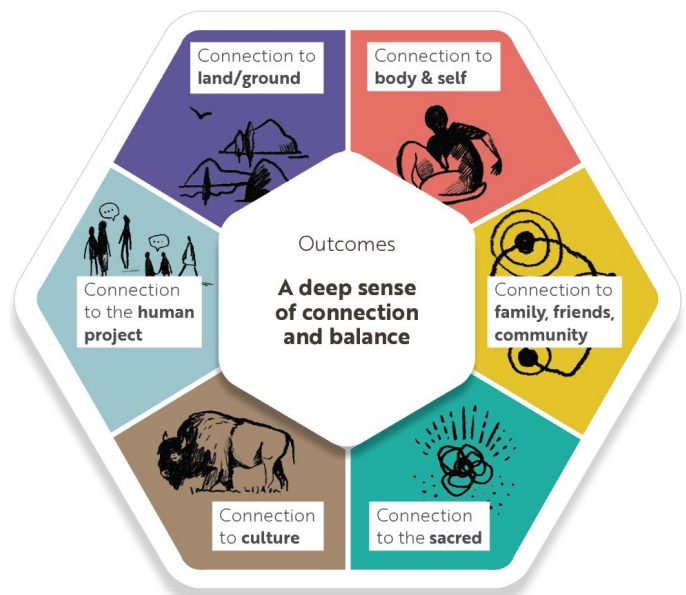 Connection to
land/ground
Connection to
body & self
Connection
to the human
project
Outcomes
A deep sense
of connection
and balance
Connection to
family, friends,
community
Connection
to culture
Connection
to the sacred